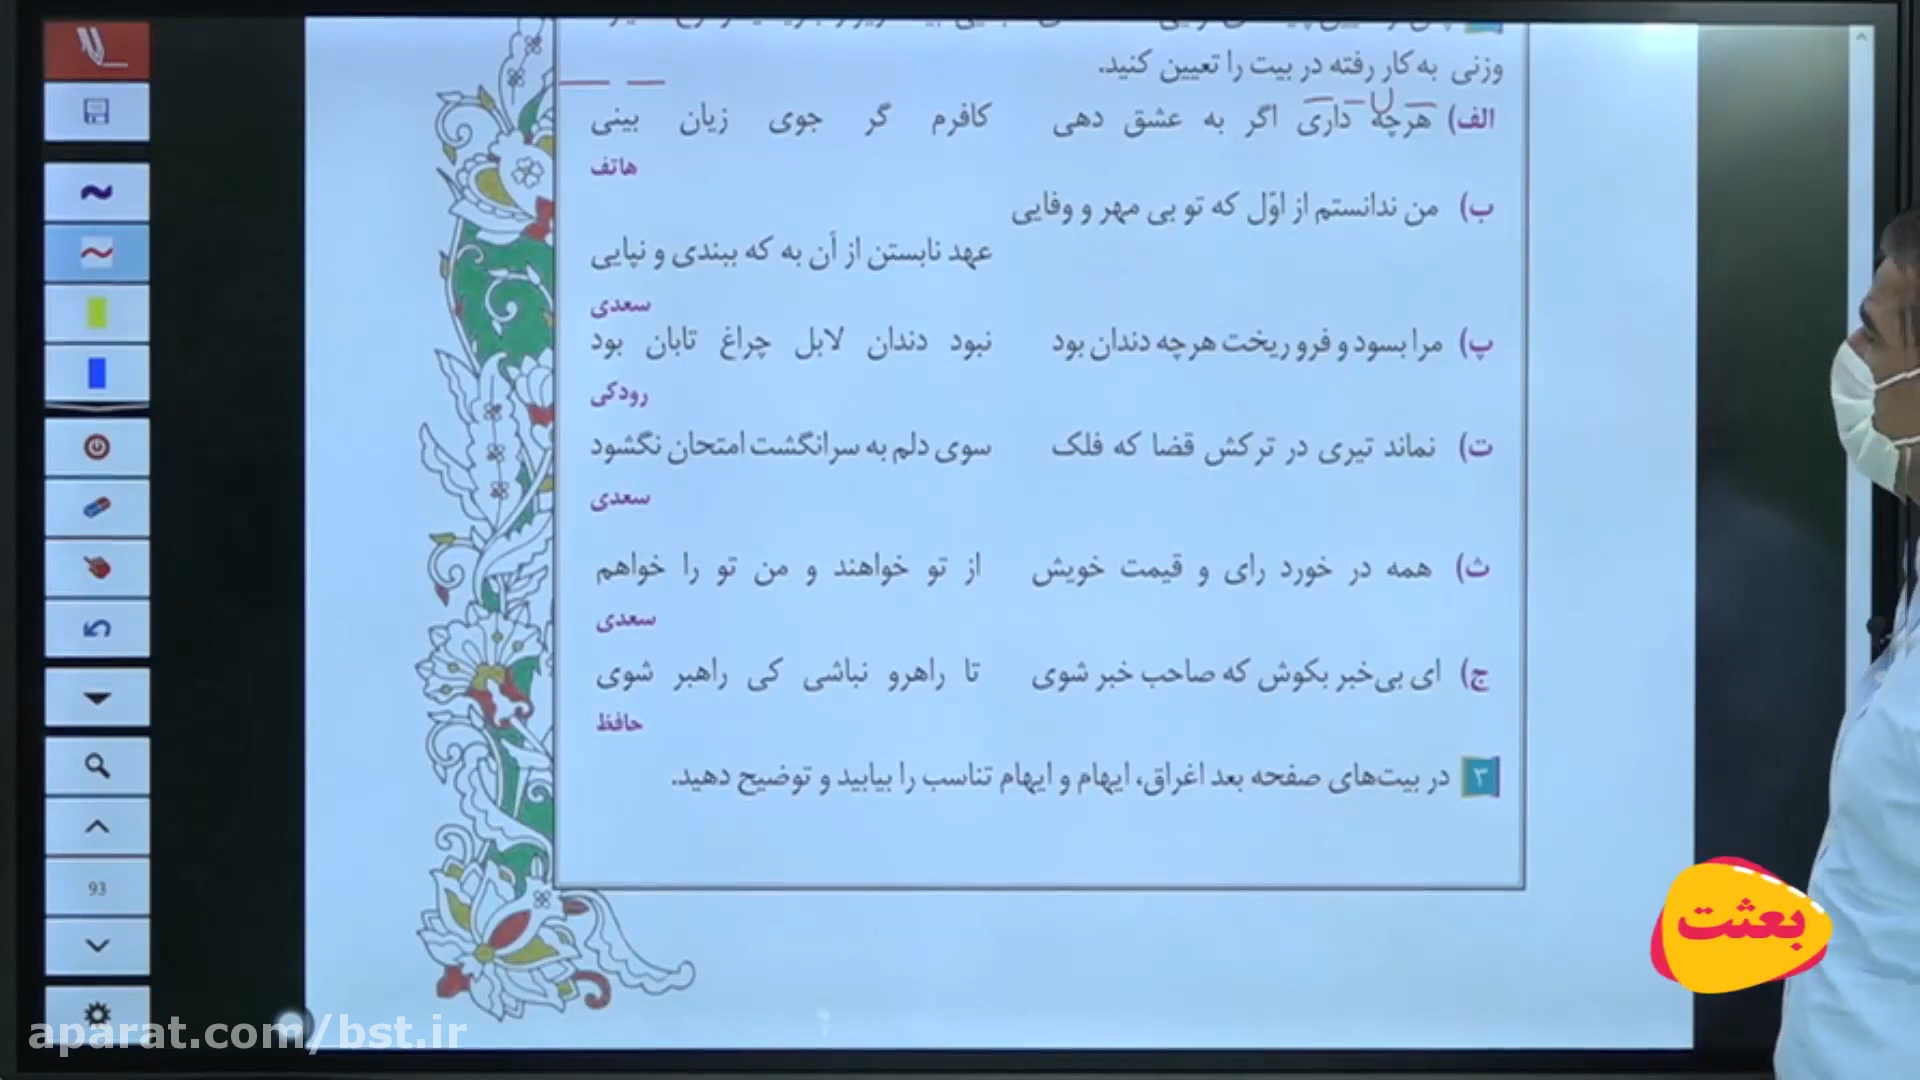 وزنی به‌کار رفته در بیت را تعیین کنید.
الف) هرچه داری اگر به عشق دهی کافرم گر جوی زیان بینی
هاتف
ب) من ندانستم از اوّل که تو بی مهر و وفایی
عهد نابستن از آن به که ببندی و نپایی
سعدی
پ) مرا بسود و فرو ریخت هرچه دندان بود نبود دندان لابل چراغ تابان بود
رودکی
ت) نماند تیری در ترکش قضا که فلک سوی دلم به سرانگشت امتحان نگشود
سعدی
ث) همه در خورد رای و قیمت خویش از تو خواهند و من تو را خواهم
سعدی
ج) ای بی‌خبر بکوش که صاحب خبر شوی تا راهرو نباشی کی راهبر شوی
حافظ
۳ در بیت‌های صفحه بعد اغراق، ایهام و ایهام تناسب را بیابید و توضیح دهید.
93
بعثت
aparat.com/bst.ir